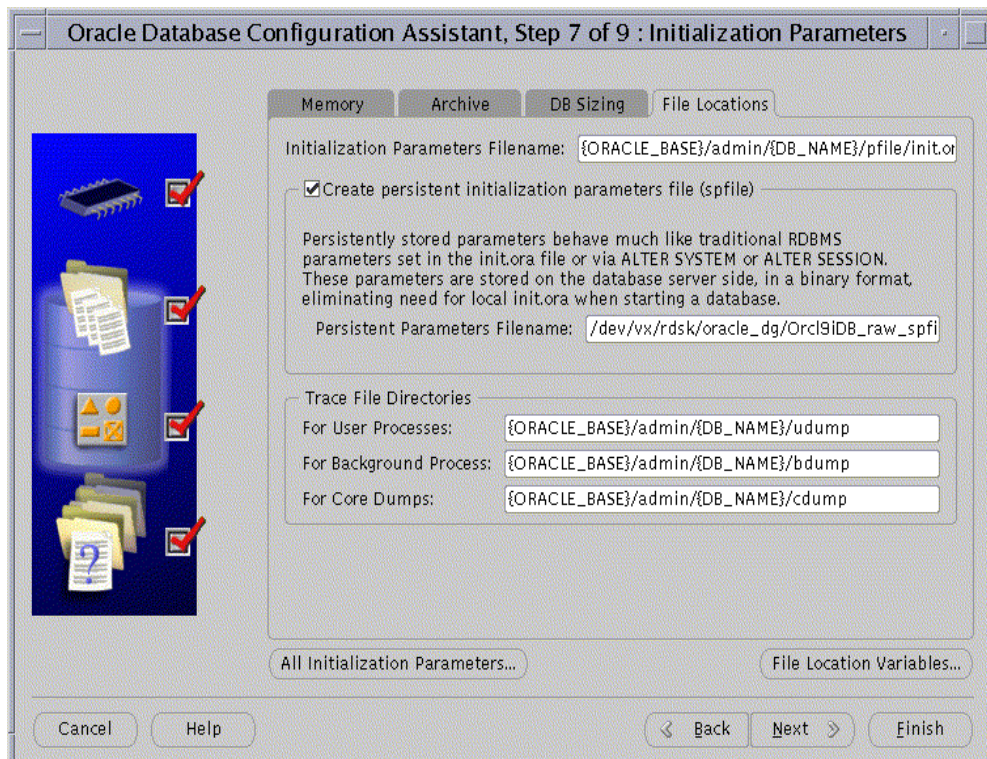 Oracle Database Configuration Assistant, Step 7 of 9 : Initialization Parameters
Memory Archive DB Sizing File Locations
Initialization Parameters Filename: {ORACLE_BASE}/admin/{DB_NAME}/pfile/init.or
Create persistent initialization parameters file (spfile)
Persistently stored parameters behave much like traditional RDBMS
parameters set in the init.ora file or via ALTER SYSTEM or ALTER SESSION.
These parameters are stored on the database server side, in a binary format,
eliminating need for local init.ora when starting a database.
Persistent Parameters Filename: /dev/vx/rdsk/oracle_dg/Orcl9iDB_raw_spfi
Trace File Directories
For User Processes: {ORACLE_BASE}/admin/{DB_NAME}/udump
For Background Process: {ORACLE_BASE}/admin/{DB_NAME}/bdump
For Core Dumps: {ORACLE_BASE}/admin/{DB_NAME}/cdump
?
All Initialization Parameters... File Location Variables...
Cancel Help Back Next Finish